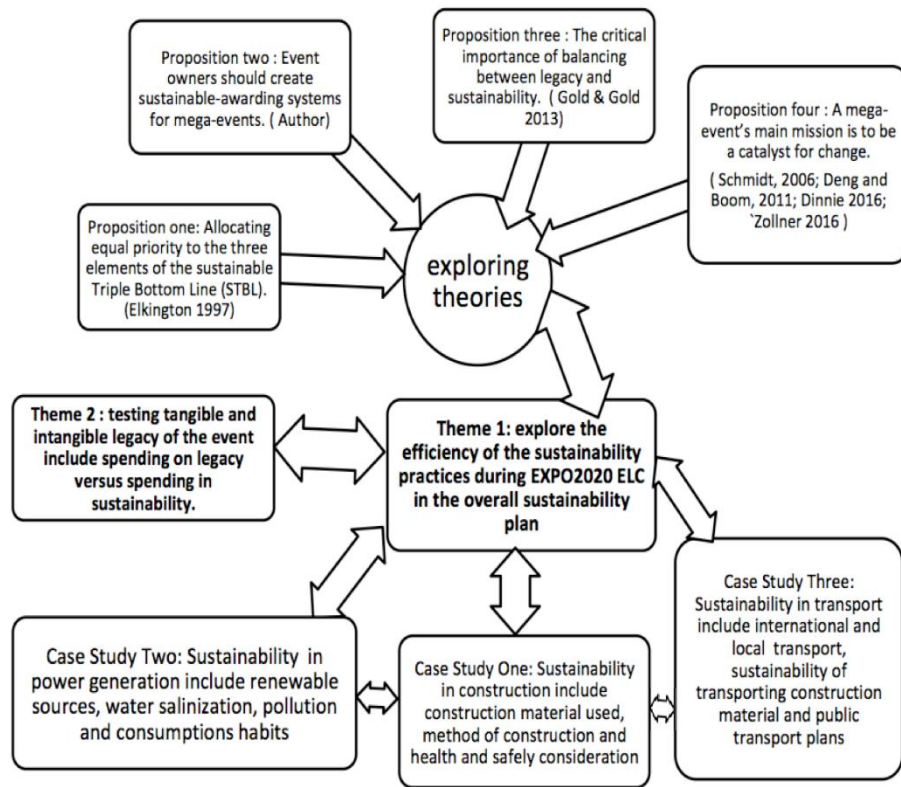 Proposition two : Event
owners should create
sustainable-awarding systems
for mega-events. ( Author)
Proposition three : The critical
importance of balancing
between legacy and
sustainability. ( Gold & Gold
2013)
Proposition four : A mega-
event’s main mission is to be
a catalyst for change.
( Schmidt, 2006; Deng and
Boom, 2011; Dinnie 2016;
`Zollner 2016 )
Proposition one: Allocating
equal priority to the three
elements of the sustainable
Triple Bottom Line (STBL).
(Elkington 1997)
exploring
theories
Theme 2 : testing tangible and
intangible legacy of the event
include spending on legacy
versus spending in
sustainability.
Theme 1: explore the
efficiency of the sustainability
practices during EXPO2020 ELC
in the overall sustainability
plan
Case Study Two: Sustainability in
power generation include renewable
sources, water salinization, pollution
and consumptions habits
Case Study One: Sustainability
in construction include
construction material used,
method of construction and
health and safely consideration
Case Study Three:
Sustainability in transport
include international and
local transport,
sustainability of
transporting construction
material and public
transport plans